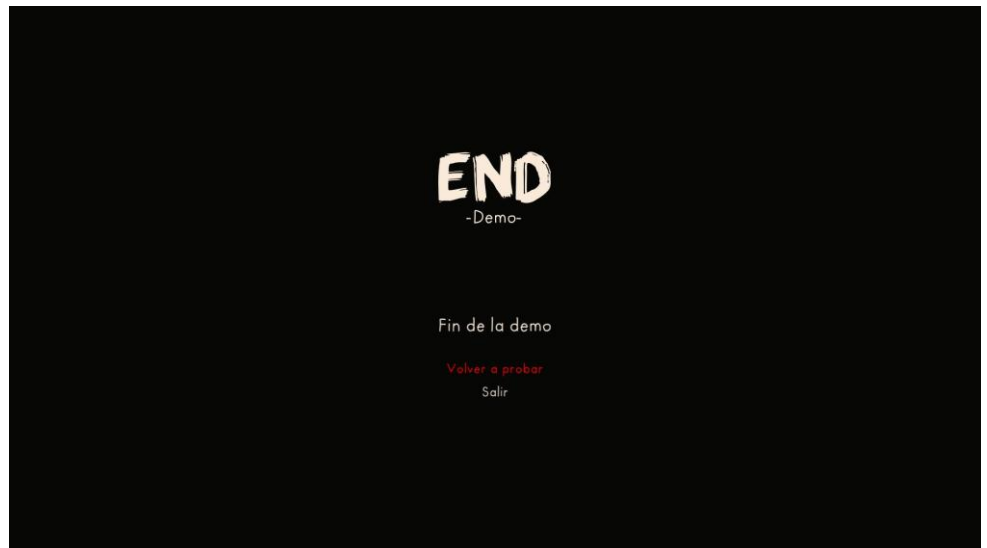 END
-Demo-
Fin de la demo
Volver a probar
Salir